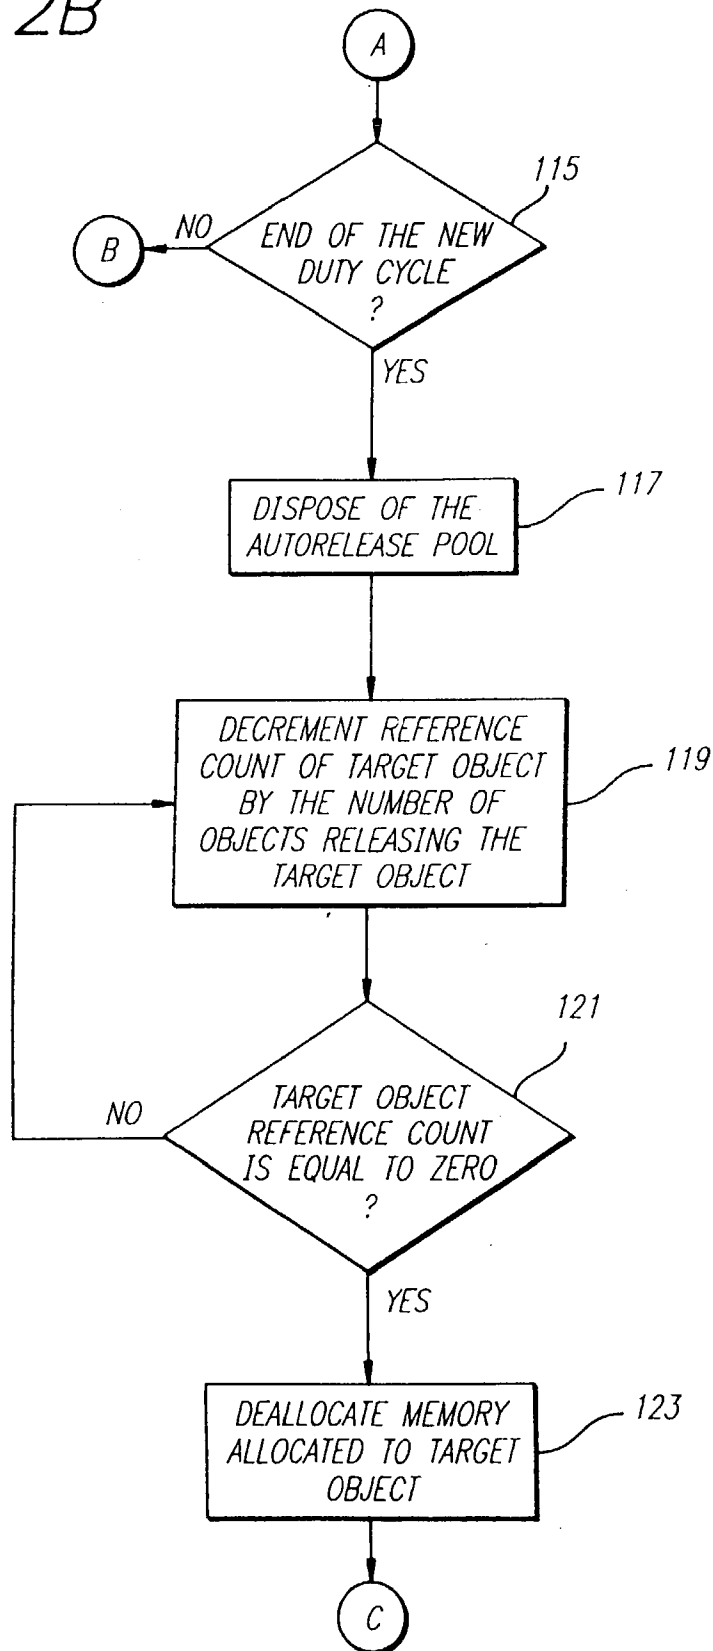 2B
A
115
NO
B
END OF THE NEW
DUTY CYCLE
?
YES
117
DISPOSE OF THE
AUTORELEASE POOL
DECREMENT REFERENCE
COUNT OF TARGET OBJECT
BY THE NUMBER OF
OBJECTS RELEASING THE
TARGET OBJECT
119
121
NO
TARGET OBJECT
REFERENCE COUNT
IS EQUAL TO ZERO
?
YES
DEALLOCATE MEMORY
ALLOCATED TO TARGET
OBJECT
123
C